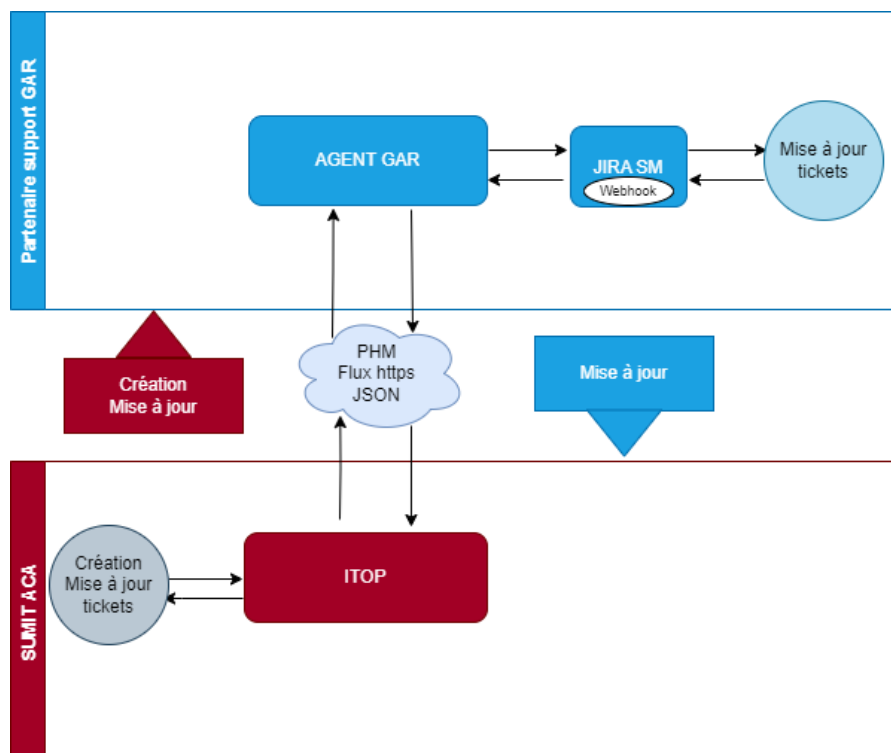 Partenaire support GAR
AGENT GAR
JIRA SM
Webhook
Mise à jour
tickets
Création
Mise à jour
PHM
Flux https
JSON
Mise à jour
SUMIT ACA
Création
Mise à jour
tickets
ITOP